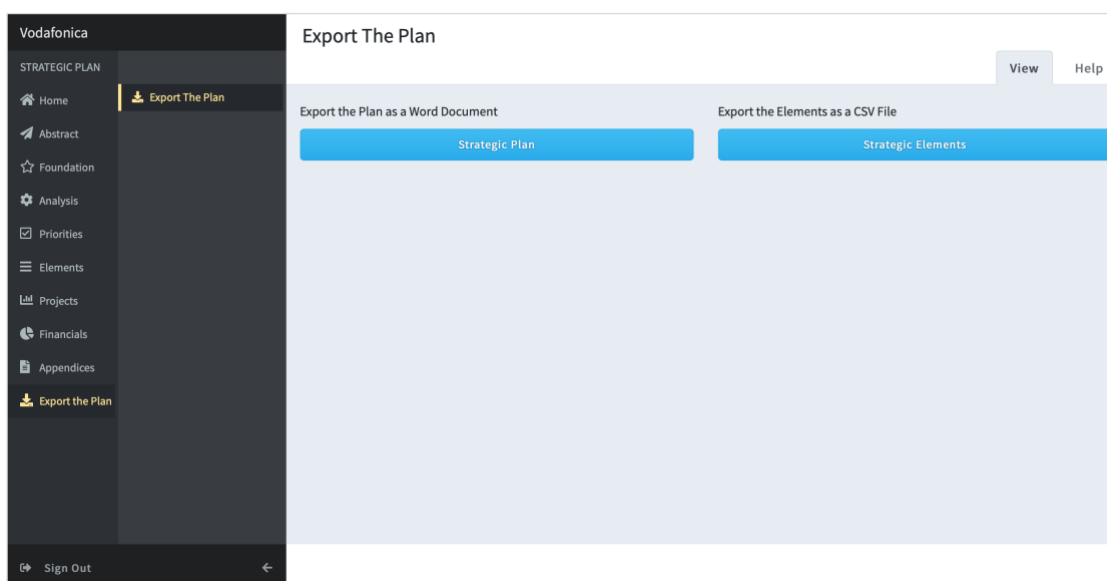 Vodafonica
STRATEGIC PLAN
Home
Abstract
Foundation
Analysis
Priorities
Elements
Projects
Financials
Appendices
Export the Plan
Sign Out
Export The Plan
Export The Plan
View
Help
Export the Plan as a Word Document
Strategic Plan
Export the Elements as a CSV File
Strategic Elements